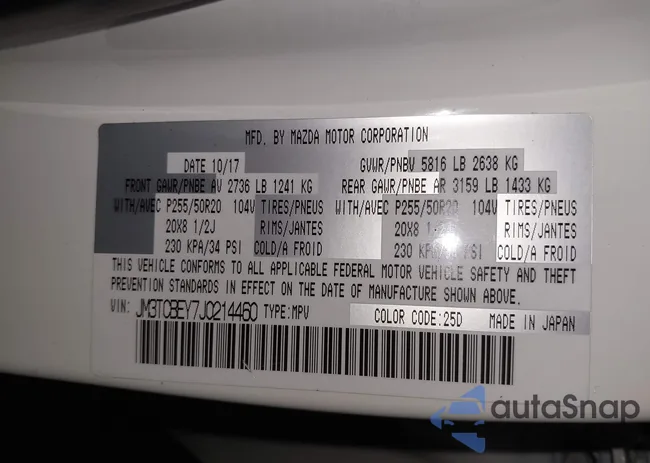 MFD. BY MAZDA MOTOR CORPORATION
DATE 10/17 GVWR/PNBV 5816 LB 2638 KG
FRONT GAWR/PNBE AV 2736 LB 1241 KG REAR GAWR/PNBE AR 3159 LB 1433 KG
WITH/AVEC P255/50R20 104V TIRES/PNEUS WITH/AVEC P255/50R20 104V TIRES/PNEUS
20X8 1/2J RIMS/JANTES 20X8 RIMS/JANTES
230 KPA/34 PSI COLD/A FROID 230 KPA PSI COLD/A FROID
THIS VEHICLE CONFORMS TO ALL APPLICABLE FEDERAL MOTOR VEHICLE SAFETY AND THEFT
PREVENTION STANDARDS IN EFFECT ON THE DATE OF MANUFACTURE SHOWN ABOVE.
VIN: JM3TCBEY7J0214460 TYPE:MPV COLOR CODE:25D MADE IN JAPAN
autoSnap